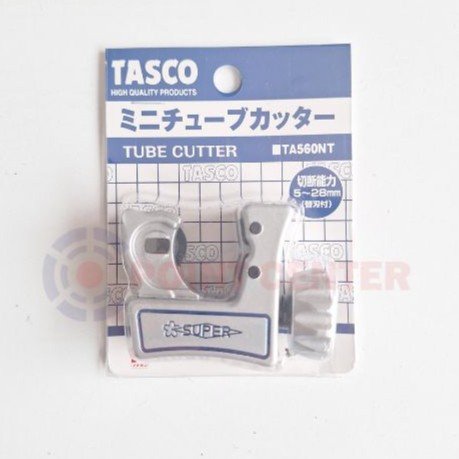 TASCO
HIGH QUALITY PRODUCTS
ミニチューブカッター
TUBE CUTTER
■TA560NT
TASCO
切断能力
5～28mm
(替刃付)
SUPER